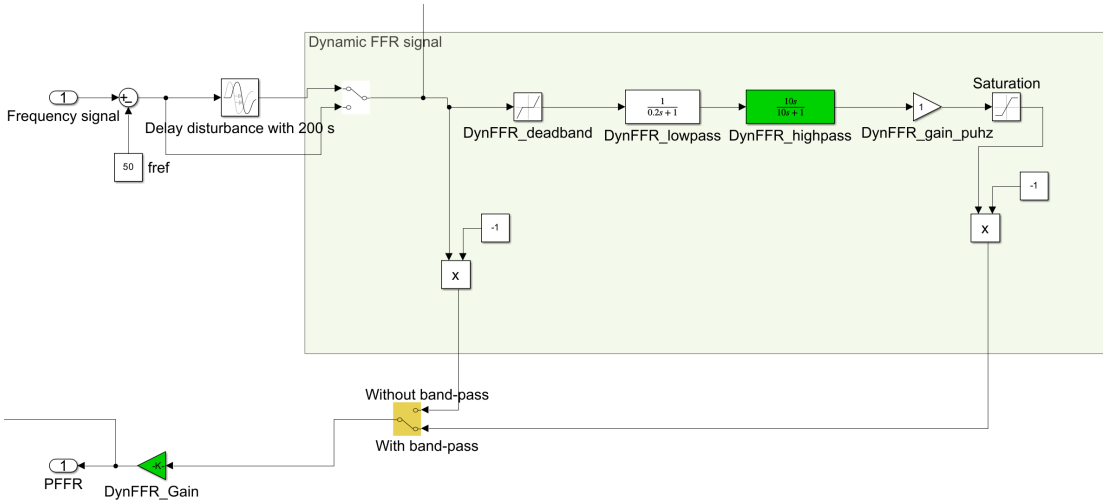 Dynamic FFR signal
1
Frequency signal
+
-
50
fref
Delay disturbance with 200 s
DynFFR_deadband
1
0.2s + 1
DynFFR_lowpass
10s
10s + 1
DynFFR_highpass
1
DynFFR_gain_puhz
Saturation
-1
x
-1
x
Without band-pass
With band-pass
-K-
DynFFR_Gain
1
PFFR